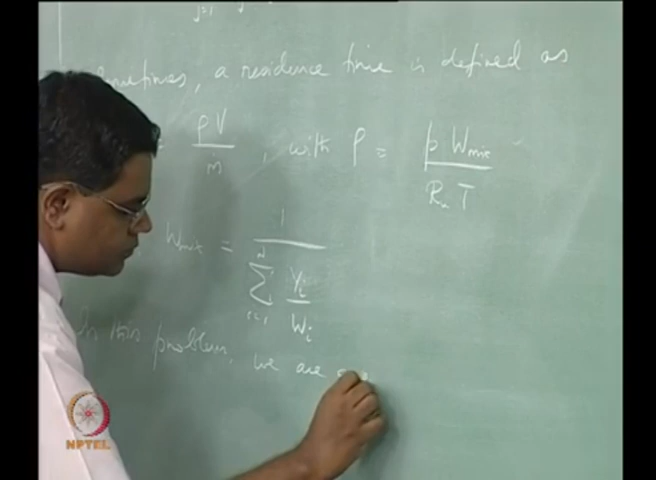 j=1 j
a residence time is defined as
= ρV / ṁ , with ρ = p W_mix / R_u T
W_mix = 1 / ∑_{i=1}^{N} Y_i / W_i
In this problem, we are
NPTEL